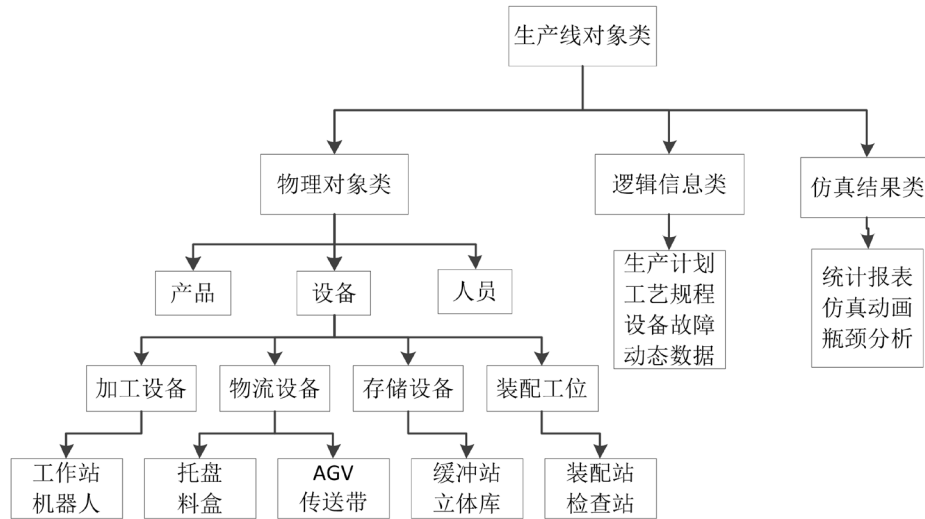 生产线对象类
物理对象类
逻辑信息类
仿真结果类
产品
设备
人员
生产计划
工艺规程
设备故障
动态数据
统计报表
仿真动画
瓶颈分析
加工设备
物流设备
存储设备
装配工位
工作站
机器人
托盘
料盒
AGV
传送带
缓冲站
立体库
装配站
检查站